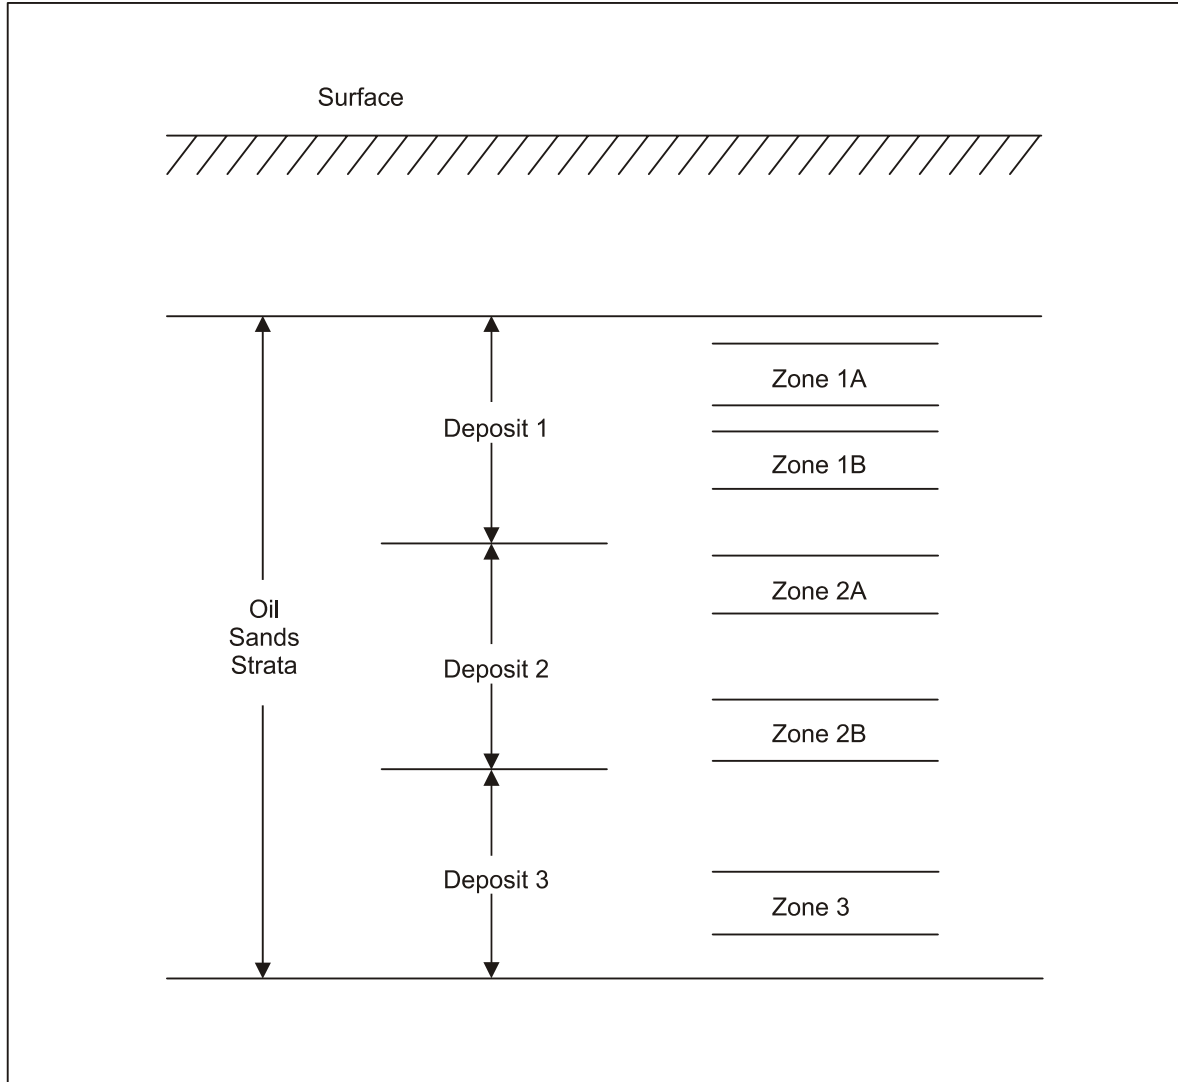 Surface
Zone 1A
Deposit 1
Zone 1B
Zone 2A
Oil
Sands
Strata
Deposit 2
Zone 2B
Deposit 3
Zone 3